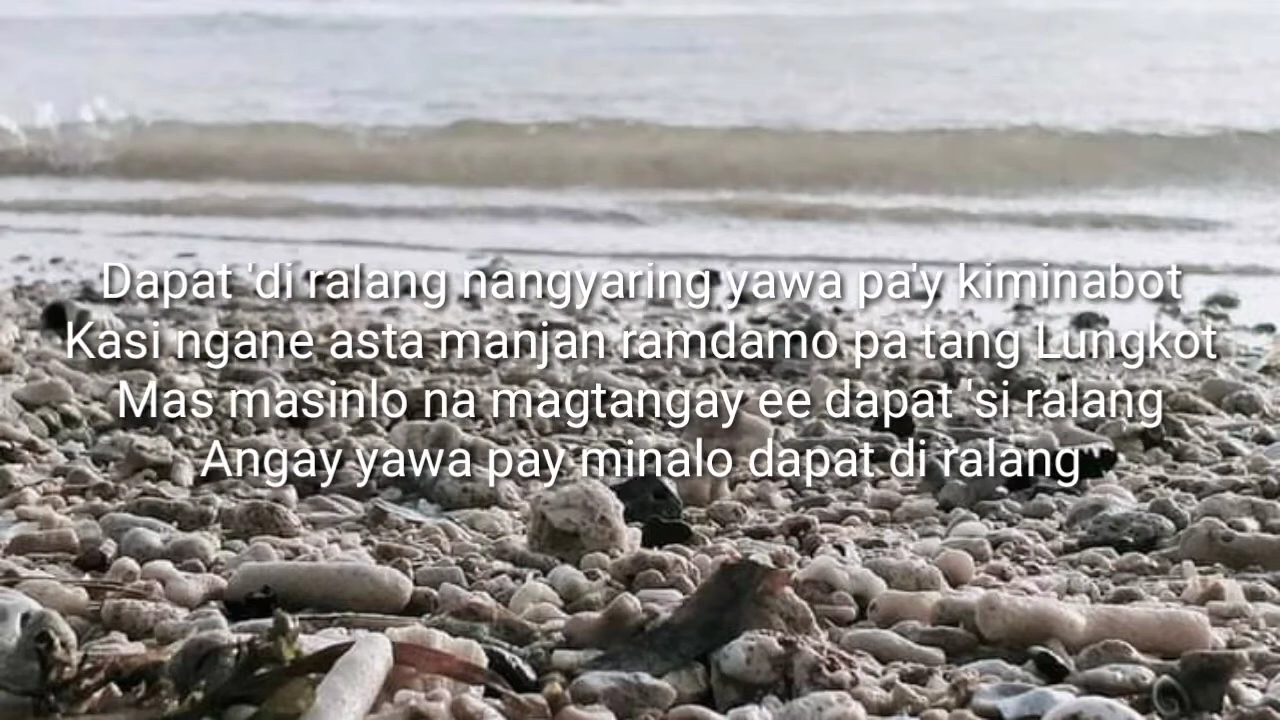 Dapat 'di ralang nangyaring yawa pa'y kiminabot
Kasi ngane asta manjan ramdamo pa tang Lungkot
Mas masinlo na magtangay ee dapat 'si ralang
Angay yawa pay minalo dapat di ralang